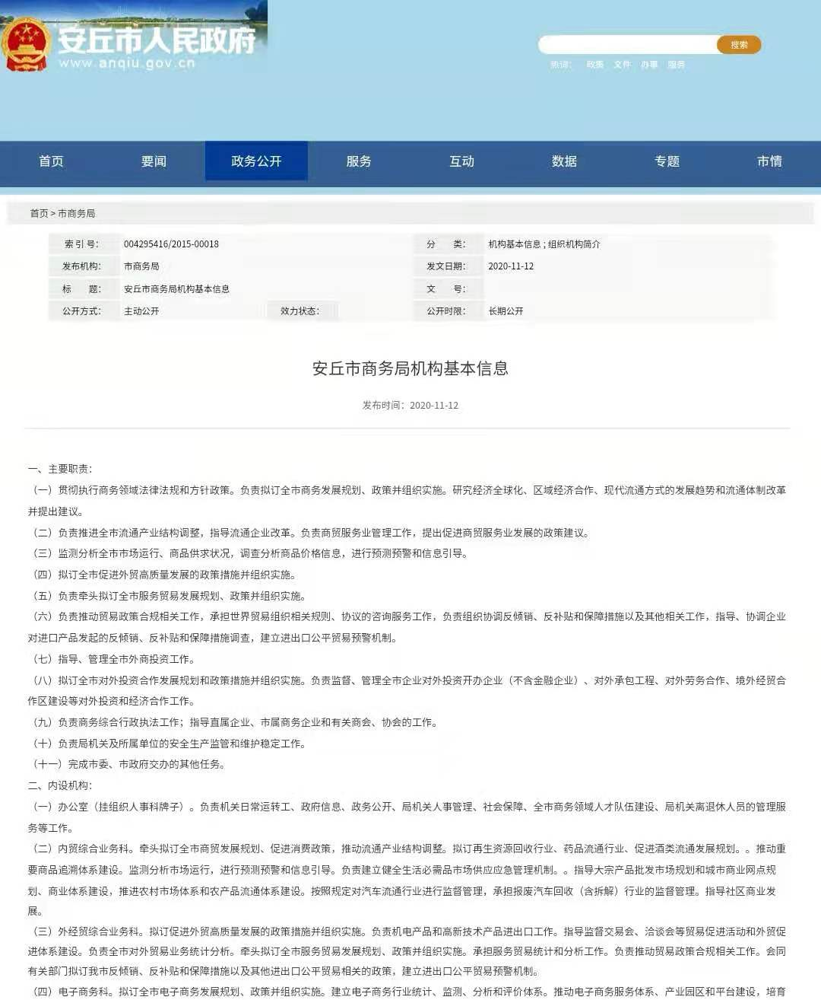 安丘市人民政府
www.anqiu.gov.cn
搜索
热词： 政策 文件 办事 服务
首页 要闻 政务公开 服务 互动 数据 专题 市情
首页 > 市商务局
索 引 号： 004295416/2015-00018 分 类： 机构基本信息 ; 组织机构简介
发布机构： 市商务局 发文日期： 2020-11-12
标 题： 安丘市商务局机构基本信息 文 号：
公开方式： 主动公开 效力状态： 公开时限： 长期公开
安丘市商务局机构基本信息
发布时间：2020-11-12
一、主要职责：
（一）贯彻执行商务领域法律法规和方针政策。负责拟订全市商务发展规划、政策并组织实施。研究经济全球化、区域经济合作、现代流通方式的发展趋势和流通体制改革
并提出建议。
（二）负责推进全市流通产业结构调整，指导流通企业改革。负责商贸服务业管理工作，提出促进商贸服务业发展的政策建议。
（三）监测分析全市市场运行、商品供求状况，调查分析商品价格信息，进行预测预警和信息引导。
（四）拟订全市促进外贸高质量发展的政策措施并组织实施。
（五）负责牵头拟订全市服务贸易发展规划、政策并组织实施。
（六）负责推动贸易政策合规相关工作，承担世界贸易组织相关规则、协议的咨询服务工作，负责组织协调反倾销、反补贴和保障措施以及其他相关工作，指导、协调企业
对进口产品发起的反倾销、反补贴和保障措施调查，建立进出口公平贸易预警机制。
（七）指导、管理全市外商投资工作。
（八）拟订全市对外投资合作发展规划和政策措施并组织实施。负责监督、管理全市企业对外投资开办企业（不含金融企业）、对外承包工程、对外劳务合作、境外经贸合
作区建设等对外投资和经济合作工作。
（九）负责商务综合行政执法工作；指导直属企业、市属商务企业和有关商会、协会的工作。
（十）负责局机关及所属单位的安全生产监管和维护稳定工作。
（十一）完成市委、市政府交办的其他任务。
二、内设机构：
（一）办公室（挂组织人事科牌子）。负责机关日常运转工、政府信息、政务公开、局机关人事管理、社会保障、全市商务领域人才队伍建设、局机关离退休人员的管理服
务等工作。
（二）内贸综合业务科。牵头拟订全市商贸发展规划、促进消费政策，推动流通产业结构调整。拟订再生资源回收行业、药品流通行业、促进酒类流通发展规划。。推动重
要商品追溯体系建设。监测分析市场运行，进行预测预警和信息引导。负责建立健全生活必需品市场供应应急管理机制。。指导大宗产品批发市场规划和城市商业网点规
划、商业体系建设，推进农村市场体系和农产品流通体系建设。按照规定对汽车流通行业进行监督管理，承担报废汽车回收（含拆解）行业的监督管理。指导社区商业发
展。
（三）外经贸综合业务科。拟订促进外贸高质量发展的政策措施并组织实施。负责机电产品和高新技术产品进出口工作。指导监督交易会、洽谈会等贸易促进活动和外贸促
进体系建设。负责全市对外贸易业务统计分析。牵头拟订全市服务贸易发展规划、政策并组织实施。承担服务贸易统计和分析工作。负责推动贸易政策合规相关工作。会同
有关部门拟订我市反倾销、反补贴和保障措施以及其他进出口公平贸易相关的政策，建立进出口公平贸易预警机制。
（四）电子商务科。拟订全市电子商务发展规划、政策并组织实施。建立电子商务行业统计、监测、分析和评价体系。推动电子商务服务体系、产业园区和平台建设，培育